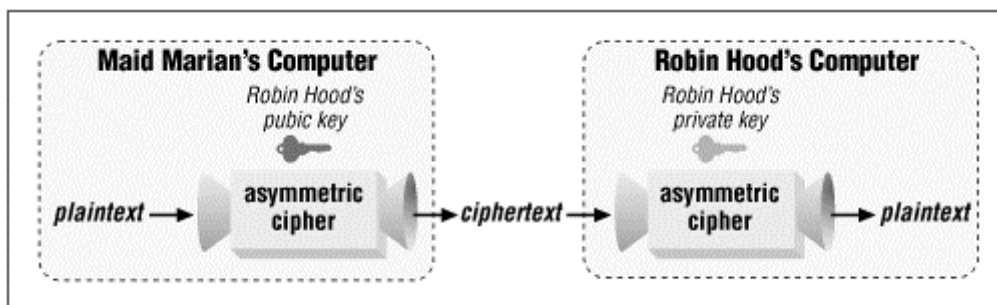 Maid Marian's Computer
Robin Hood's
pubic key
plaintext
asymmetric
cipher
ciphertext
Robin Hood's Computer
Robin Hood's
private key
asymmetric
cipher
plaintext